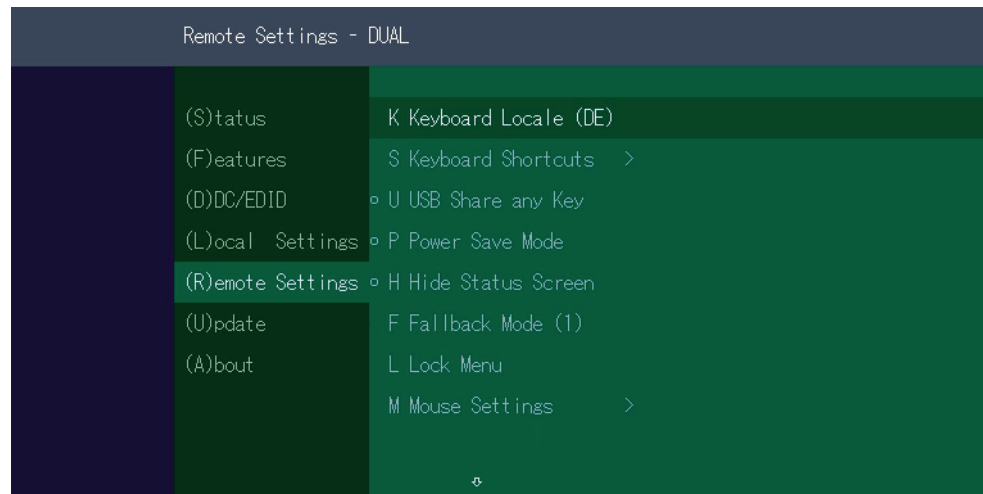 Remote Settings - DUAL
(S)tatus
(F)eatures
(D)DC/EDID
(L)ocal Settings
(R)emote Settings
(U)pdate
(A)bout
K Keyboard Locale (DE)
S Keyboard Shortcuts >
U USB Share any Key
P Power Save Mode
H Hide Status Screen
F Fallback Mode (1)
L Lock Menu
M Mouse Settings >